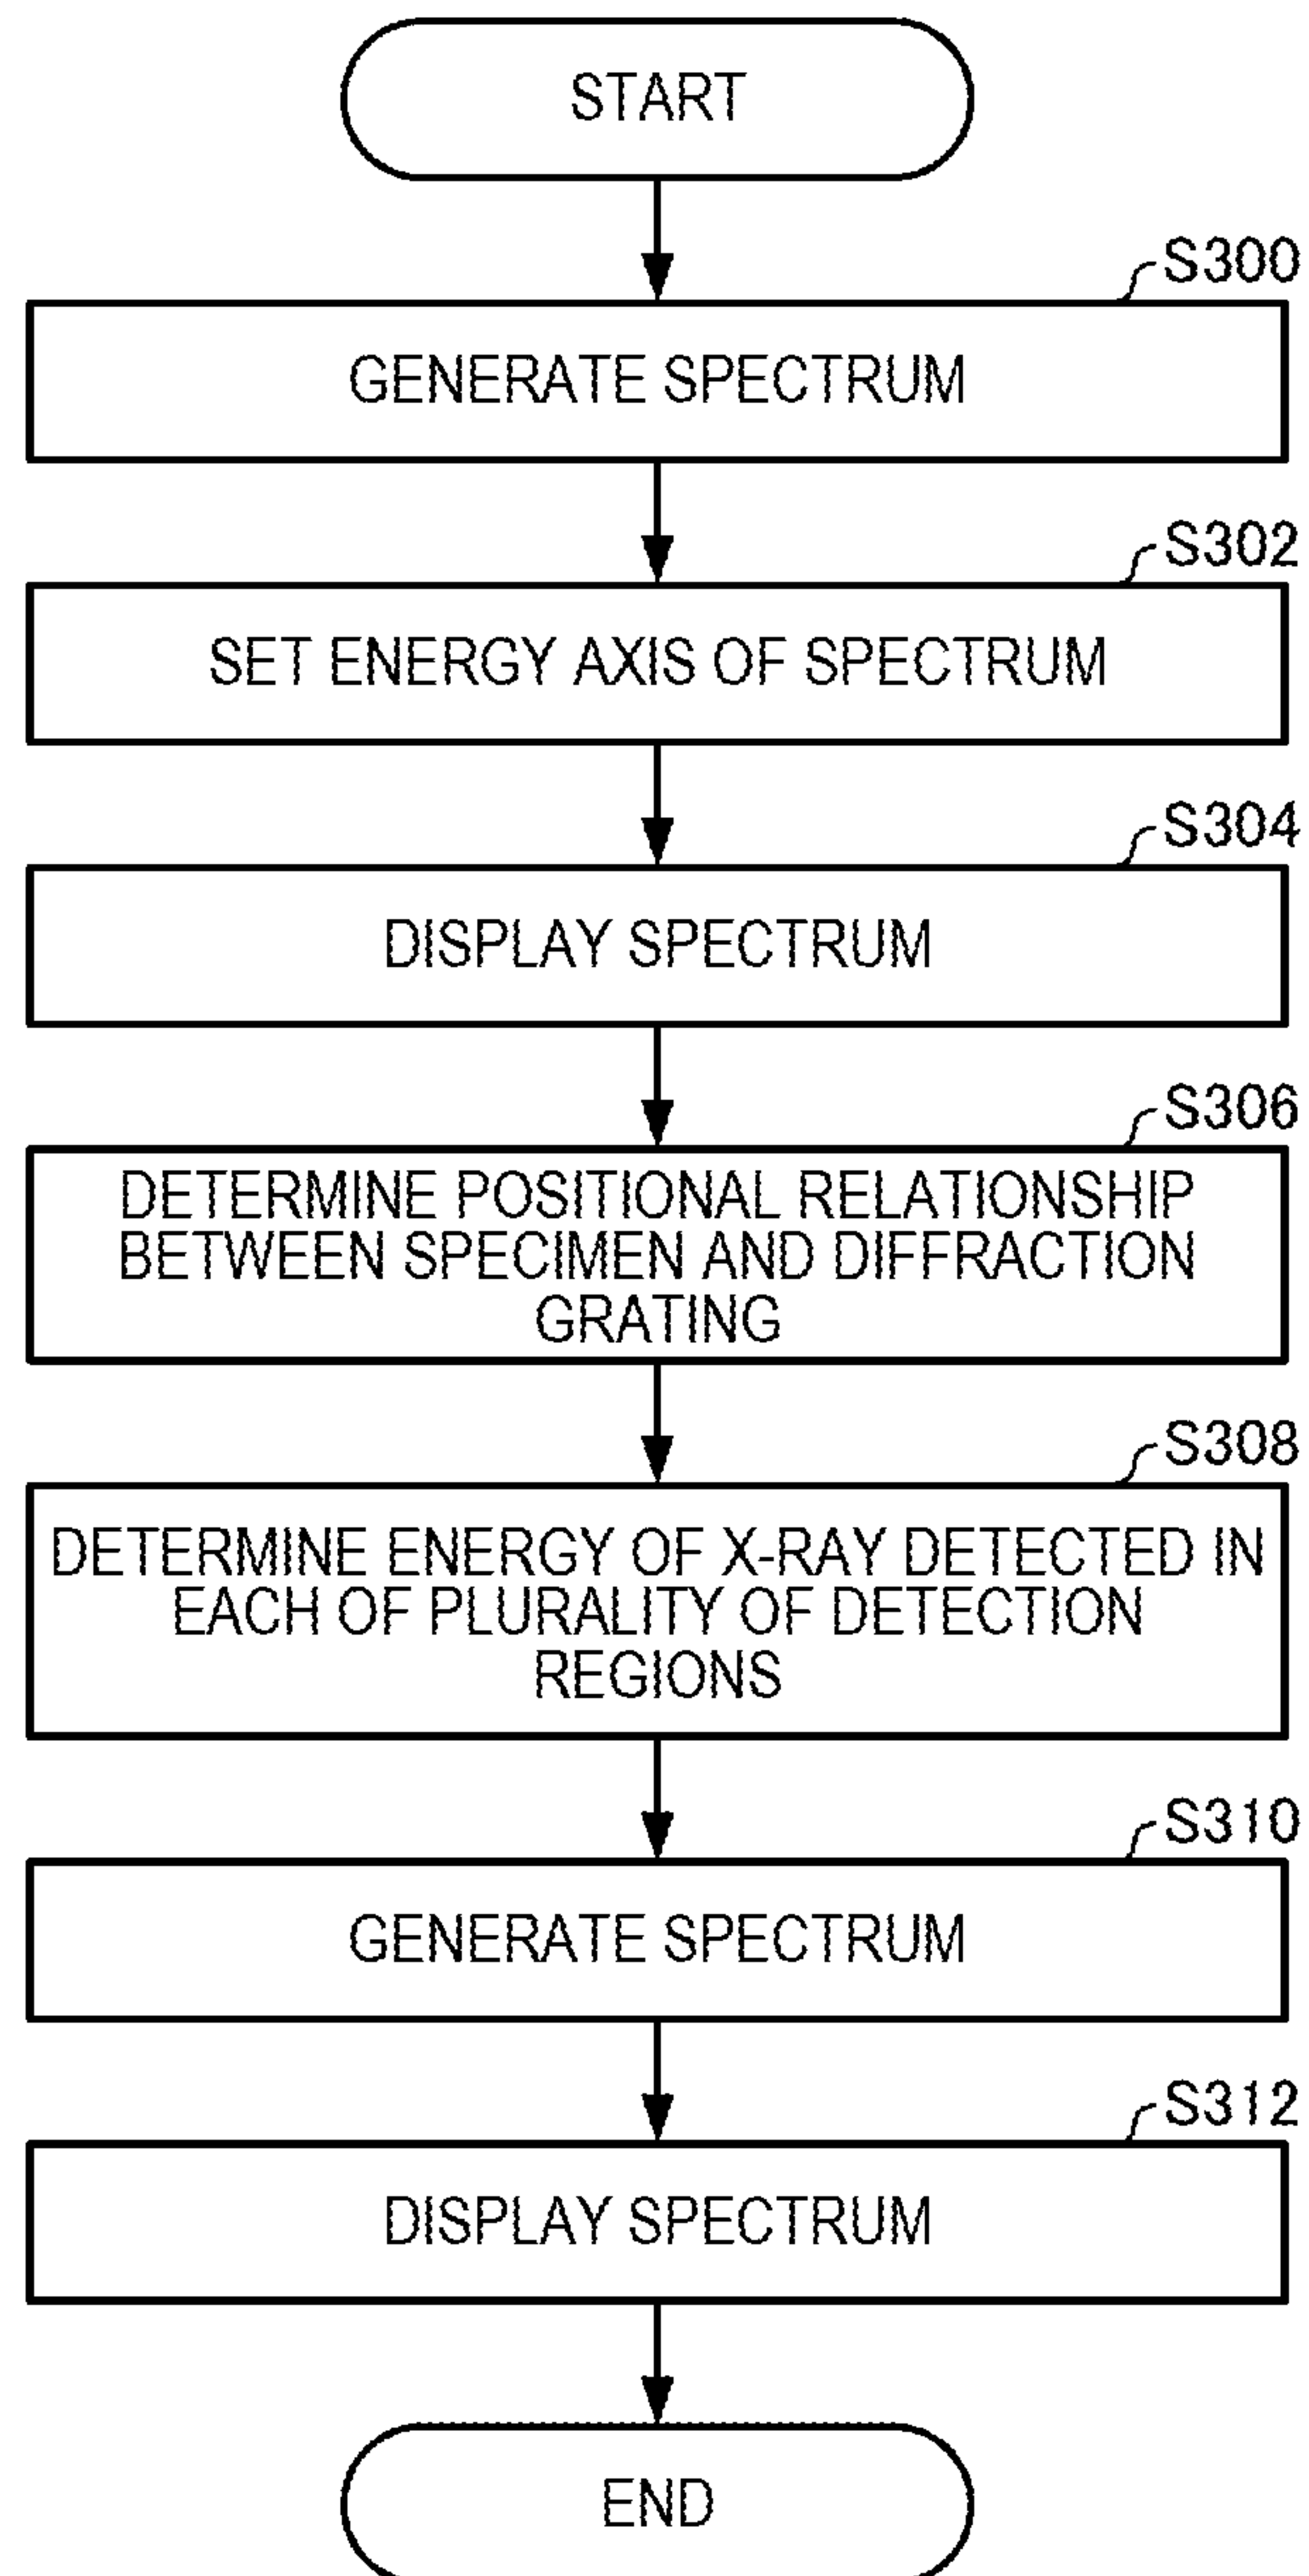 START
S300
GENERATE SPECTRUM
S302
SET ENERGY AXIS OF SPECTRUM
S304
DISPLAY SPECTRUM
S306
DETERMINE POSITIONAL RELATIONSHIP
BETWEEN SPECIMEN AND DIFFRACTION
GRATING
S308
DETERMINE ENERGY OF X-RAY DETECTED IN
EACH OF PLURALITY OF DETECTION
REGIONS
S310
GENERATE SPECTRUM
S312
DISPLAY SPECTRUM
END